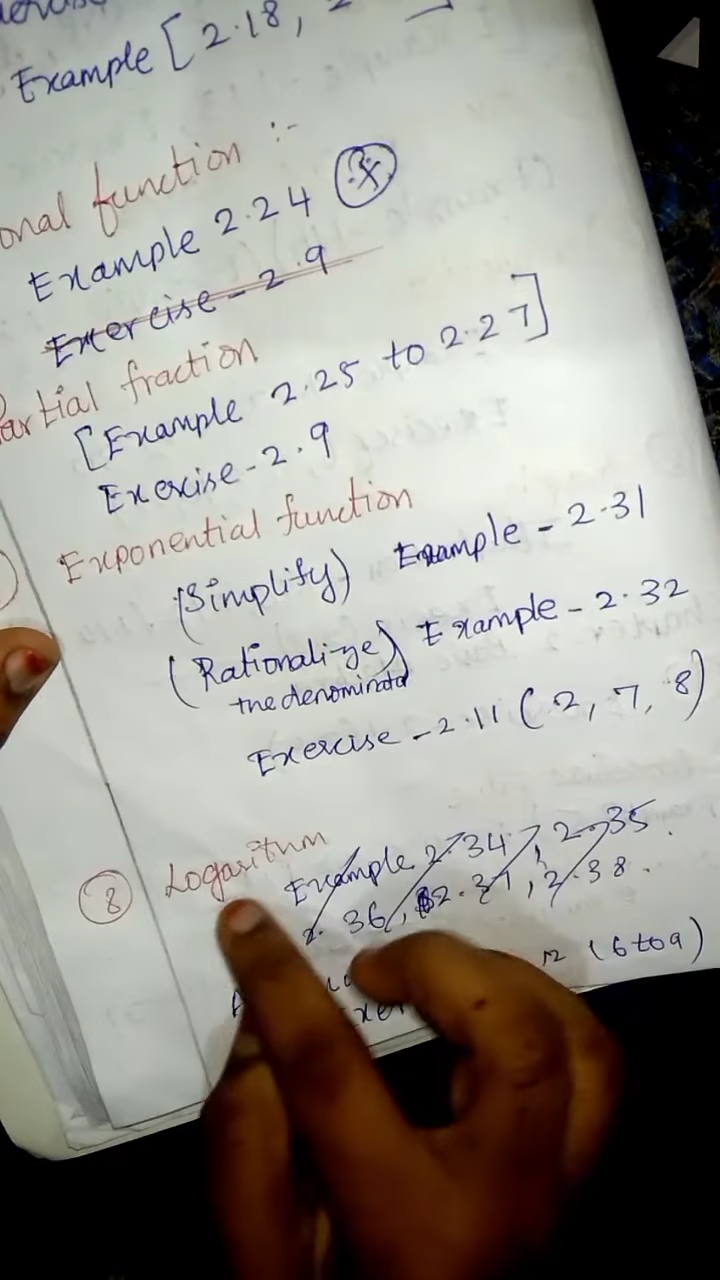 Example [2.18,
onal function :-
Example 2.24
Exercise - 2.9
artial fraction
[Example 2.25 to 2.27]
Exercise - 2.9
Exponential function
(Simplify) Example - 2.31
(Rationalize) Example - 2.32
the denominator
Exercise - 2.11 (2, 7, 8)
8 Logaritum
Example 2.34, 2.35.
2.36, 2.37, 2.38.
(6 to 9)